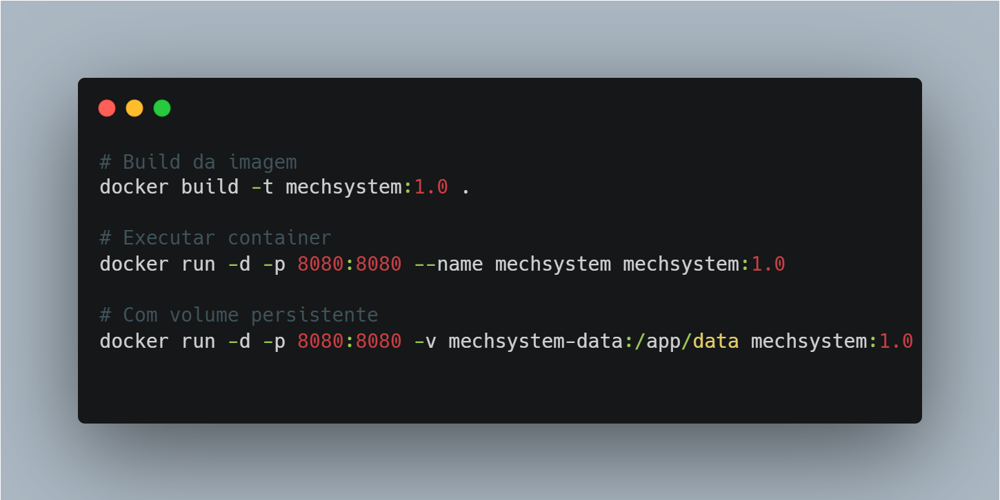 # Build da imagem
docker build -t mechsystem:1.0 .
# Executar container
docker run -d -p 8080:8080 --name mechsystem mechsystem:1.0
# Com volume persistente
docker run -d -p 8080:8080 -v mechsystem-data:/app/data mechsystem:1.0